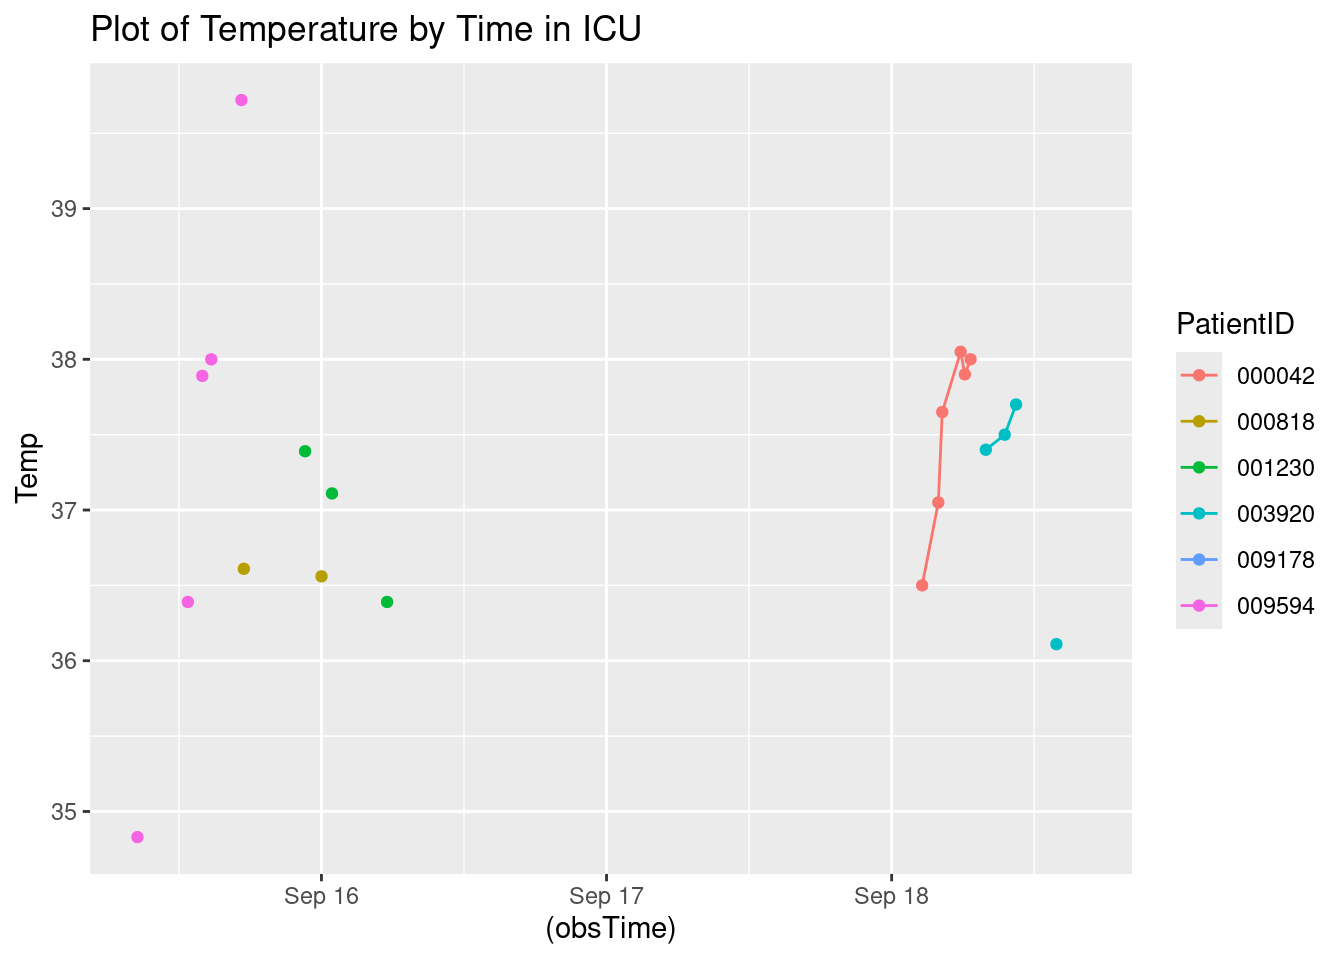 Plot of Temperature by Time in ICU
39
38
37
36
35
Temp
Sep 16
Sep 17
Sep 18
(obsTime)
PatientID
000042
000818
001230
003920
009178
009594